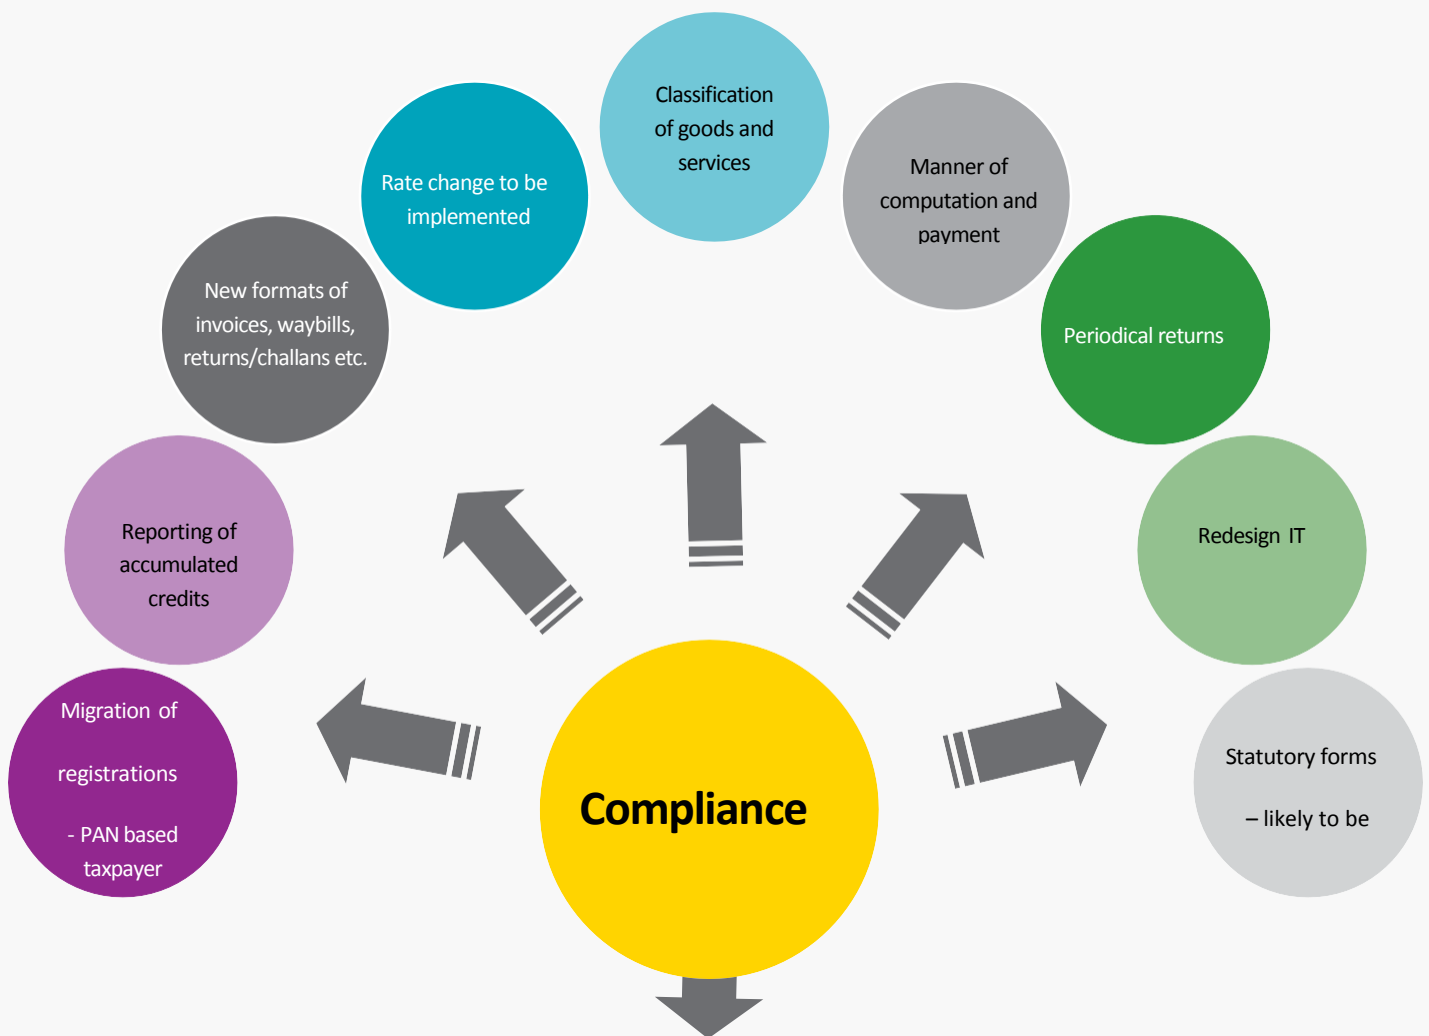 Classification
of goods and
services
Rate change to be
implemented
Manner of
computation and
payment
New formats of
invoices, waybills,
returns/challans etc.
Periodical returns
Reporting of
accumulated
credits
Redesign IT
Migration of
registrations
- PAN based
taxpayer
Statutory forms
– likely to be
Compliance